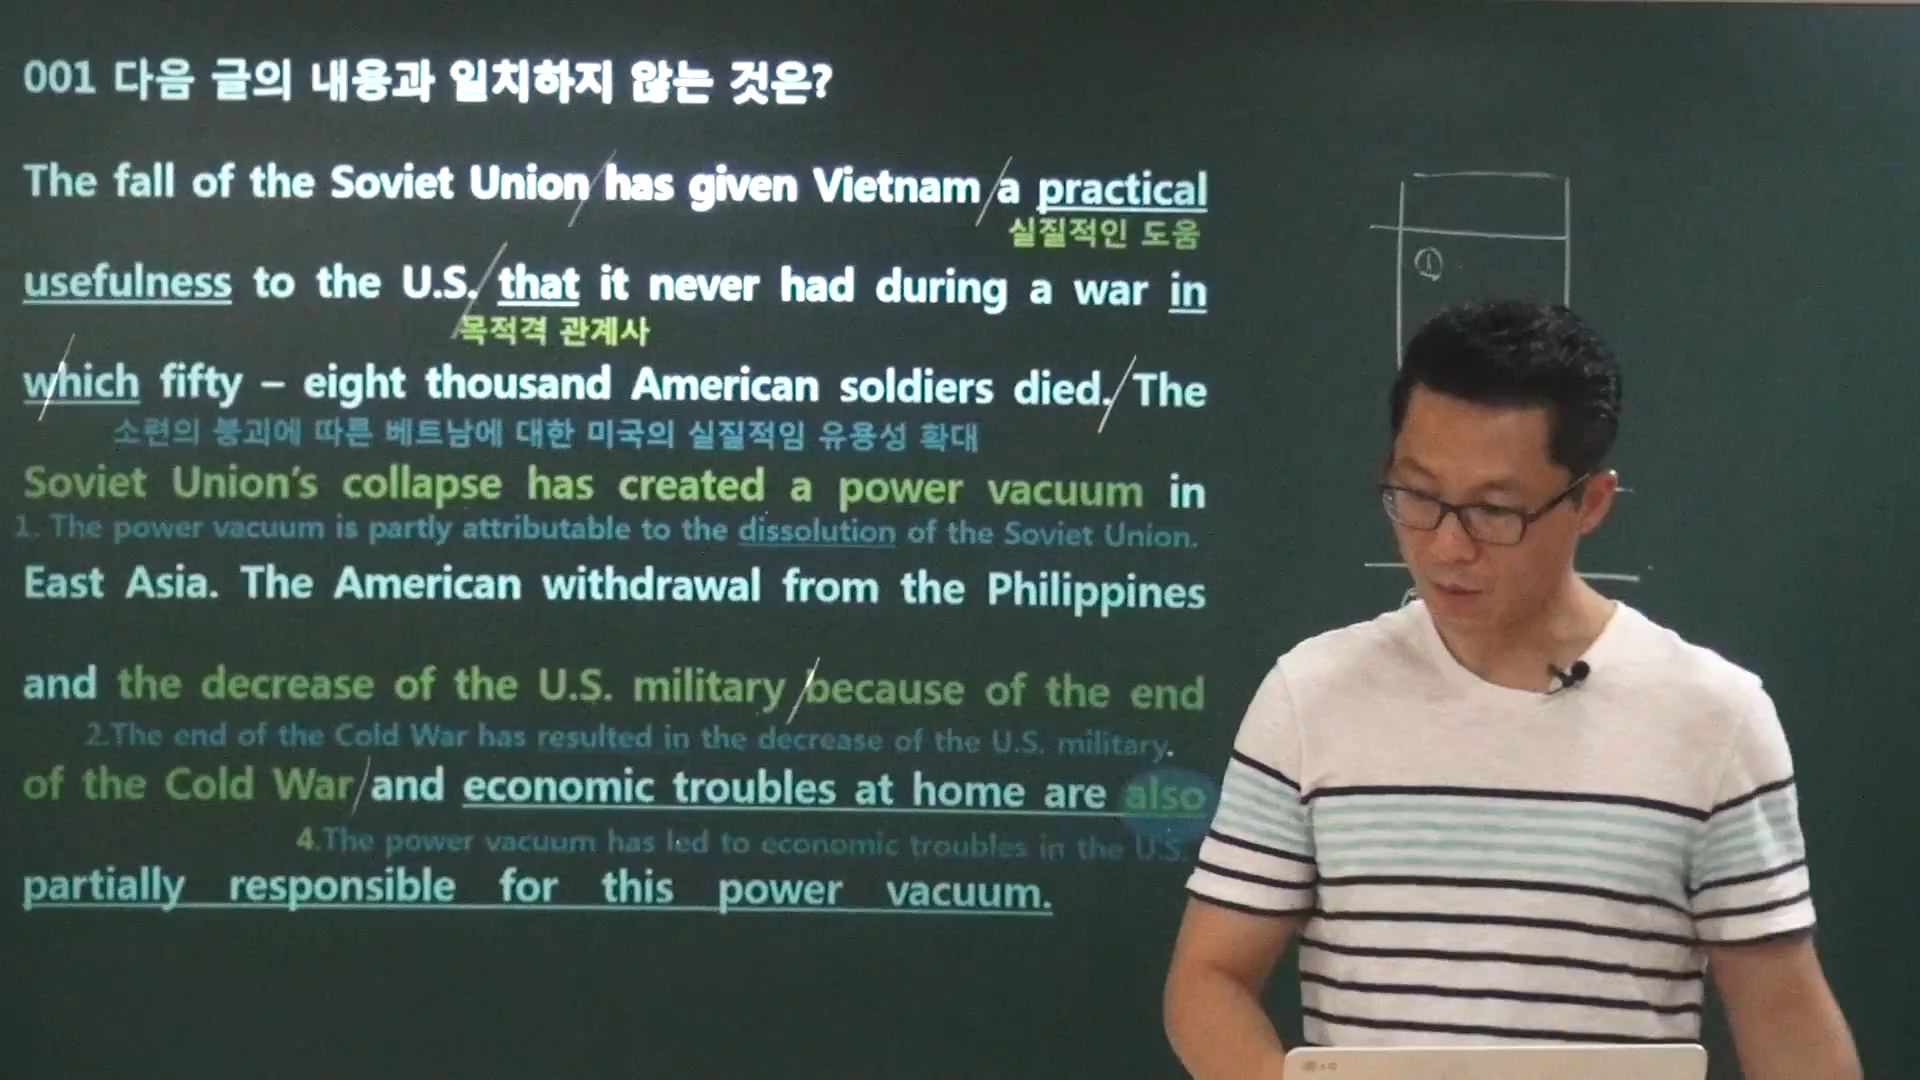 001 다음 글의 내용과 일치하지 않는 것은?
The fall of the Soviet Union has given Vietnam a practical
실질적인 도움
usefulness to the U.S. that it never had during a war in
목적격 관계사
which fifty – eight thousand American soldiers died. The
소련의 붕괴에 따른 베트남에 대한 미국의 실질적임 유용성 확대
Soviet Union's collapse has created a power vacuum in
1. The power vacuum is partly attributable to the dissolution of the Soviet Union.
East Asia. The American withdrawal from the Philippines
and the decrease of the U.S. military because of the end
2.The end of the Cold War has resulted in the decrease of the U.S. military.
of the Cold War and economic troubles at home are also
4.The power vacuum has led to economic troubles in the U.S.
partially responsible for this power vacuum.
①